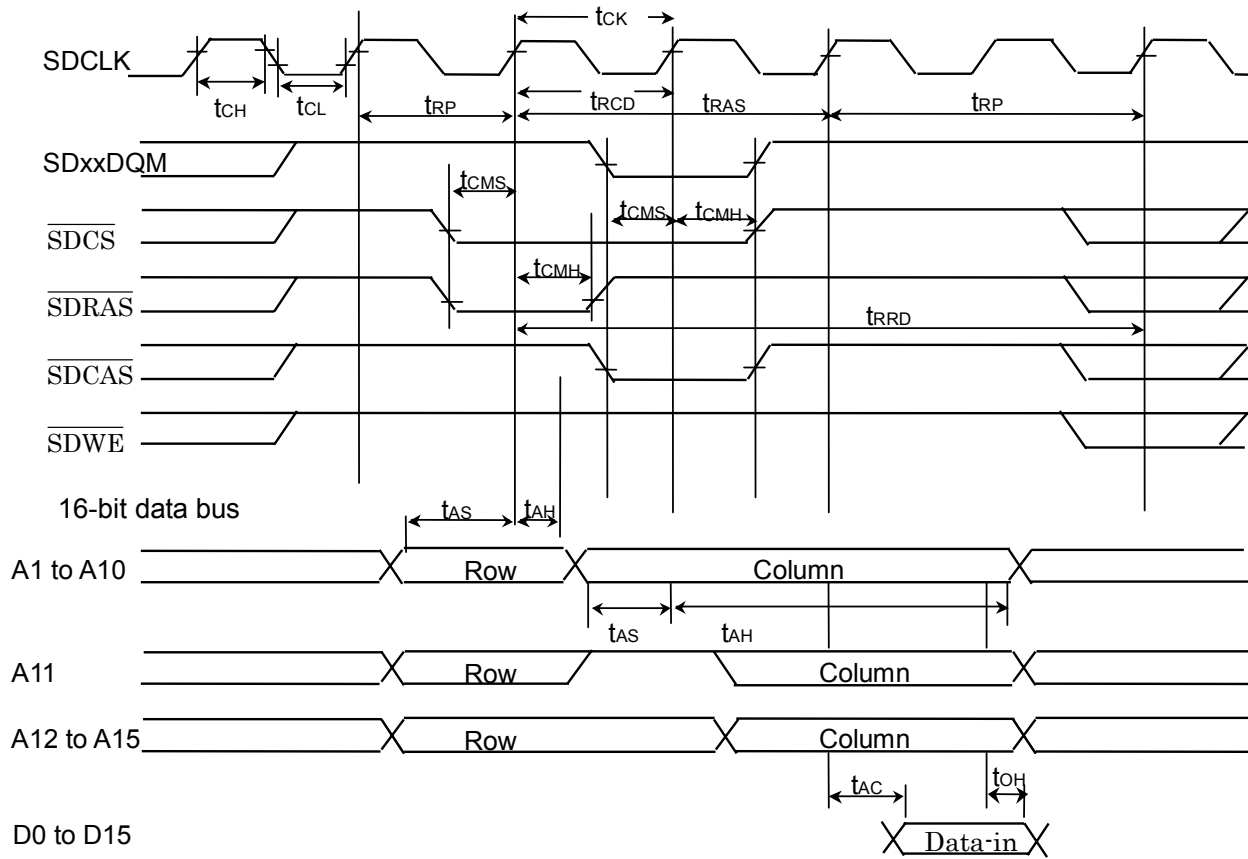 tCK
SDCLK
tCH
tCL
tRP
tRCD
tRAS
tRP
SDxxDQM
tCMS
tCMS
tCMH
SDCS
tCMH
SDRAS
tRRD
SDCAS
SDWE
16-bit data bus
tAS
tAH
A1 to A10
Row
Column
tAS
tAH
A11
Row
Column
A12 to A15
Row
Column
tAC
tOH
D0 to D15
Data-in